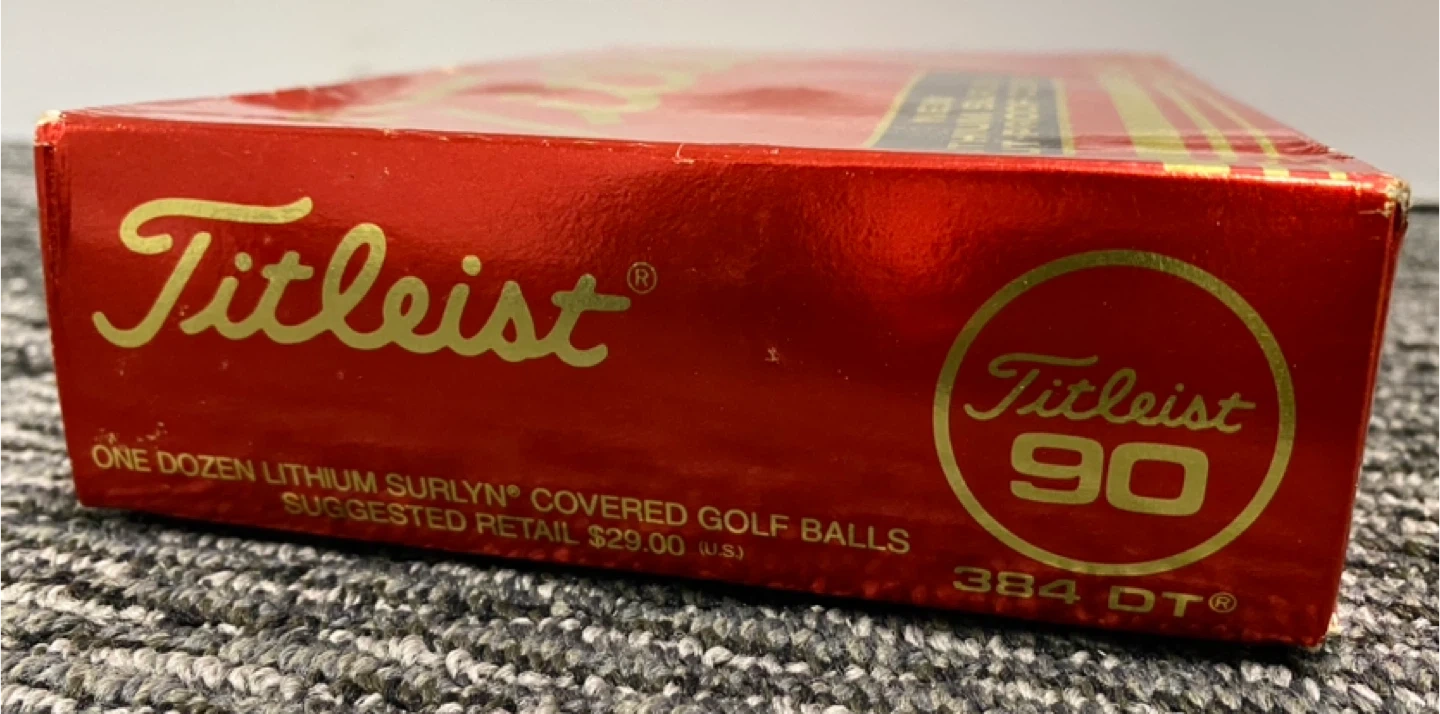 Titleist®
ONE DOZEN LITHIUM SURLYN® COVERED GOLF BALLS
SUGGESTED RETAIL $29.00 (U.S.)
Titleist
90
384 DT®